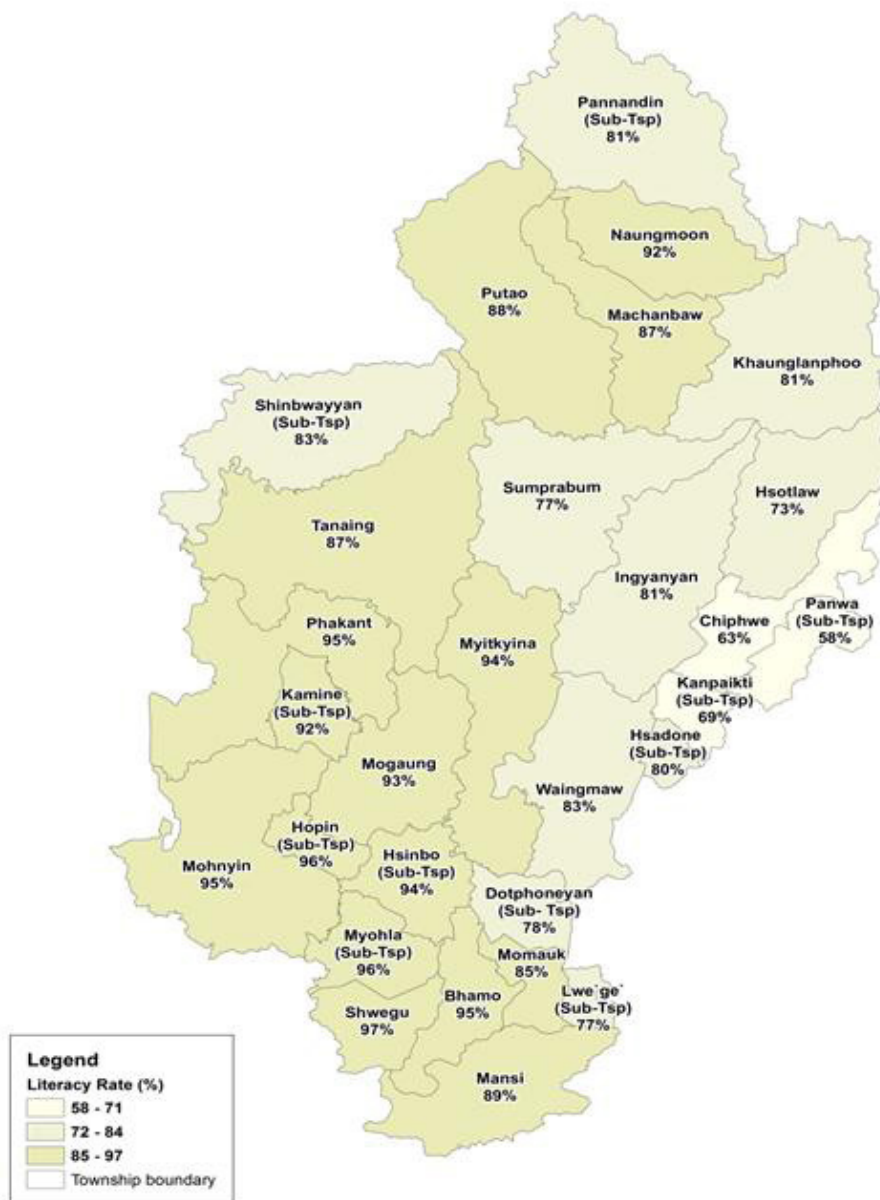 Pannandin
(Sub-Tsp)
81%
Naungmoon
92%
Putao
88%
Machanbaw
87%
Khaunglanphoo
81%
Shinbwayyan
(Sub-Tsp)
83%
Sumprabum
77%
Hsotlaw
73%
Tanaing
87%
Ingyanyan
81%
Panwa
(Sub-Tsp)
58%
Chiphwe
63%
Phakant
95%
Myitkyina
94%
Kanpaikti
(Sub-Tsp)
69%
Kamine
(Sub-Tsp)
92%
Hsadone
(Sub-Tsp)
80%
Mogaung
93%
Waingmaw
83%
Hopin
(Sub-Tsp)
96%
Hsinbo
(Sub-Tsp)
94%
Mohnyin
95%
Dotphoneyan
(Sub- Tsp)
78%
Myohla
(Sub-Tsp)
96%
Momauk
85%
Lwe`ge`
(Sub-Tsp)
77%
Bhamo
95%
Shwegu
97%
Mansi
89%
Legend
Literacy Rate (%)
58 - 71
72 - 84
85 - 97
Township boundary